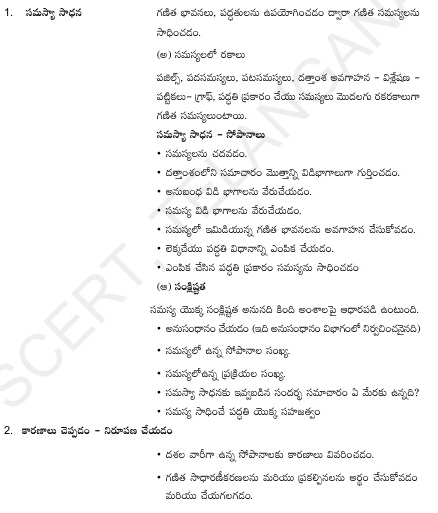 1. సమస్యా సాధన గణిత భావనలు, పద్ధతులను ఉపయోగించడం ద్వారా గణిత సమస్యలను
సాధించడం.
(అ) సమస్యలలో రకాలు
పజిల్స్, పదసమస్యలు, పటసమస్యలు, దత్తాంశ అవగాహన – విశ్లేషణ –
పట్టికలు– గ్రాఫ్, పద్ధతి ప్రకారం చేయు సమస్యలు మొదలగు రకరకాలుగా
గణిత సమస్యలుంటాయి.
సమస్యా సాధన – సోపానాలు
• సమస్యలను చదవడం.
• దత్తాంశంలోని సమాచారం మొత్తాన్ని విడిభాగాలుగా గుర్తించడం.
• అనుబంధ విడి భాగాలను వేరుచేయడం.
• సమస్య విడి భాగాలను వేరుచేయడం.
• సమస్యలో ఇమిడియున్న గణిత భావనలను అవగాహన చేసుకోవడం.
• లెక్కచేయు పద్ధతి విధానాన్ని ఎంపిక చేయడం.
• ఎంపిక చేసిన పద్ధతి ప్రకారం సమస్యను సాధించడం
(ఆ) సంక్లిష్టత
సమస్య యొక్క సంక్లిష్టత అనునది కింది అంశాలపై ఆధారపడి ఉంటుంది.
• అనుసంధానం చేయడం (ఇది అనుసంధానం విభాగంలో నిర్వచించనైనది)
• సమస్యలో ఉన్న సోపానాల సంఖ్య.
• సమస్యలోఉన్న ప్రక్రియల సంఖ్య.
• సమస్యా సాధనకు ఇవ్వబడిన సందర్భ సమాచారం ఏ మేరకు ఉన్నది?
• సమస్య సాధించే పద్ధతి యొక్క సహజత్వం
2. కారణాలు చెప్పడం – నిరూపణ చేయడం
• దశల వారీగా ఉన్న సోపానాలకు కారణాలు వివరించడం.
• గణిత సాధారణీకరణలను మరియు ప్రకల్పనలను అర్థం చేసుకోవడం
మరియు చేయగలగడం.
SCERT, TELANGANA